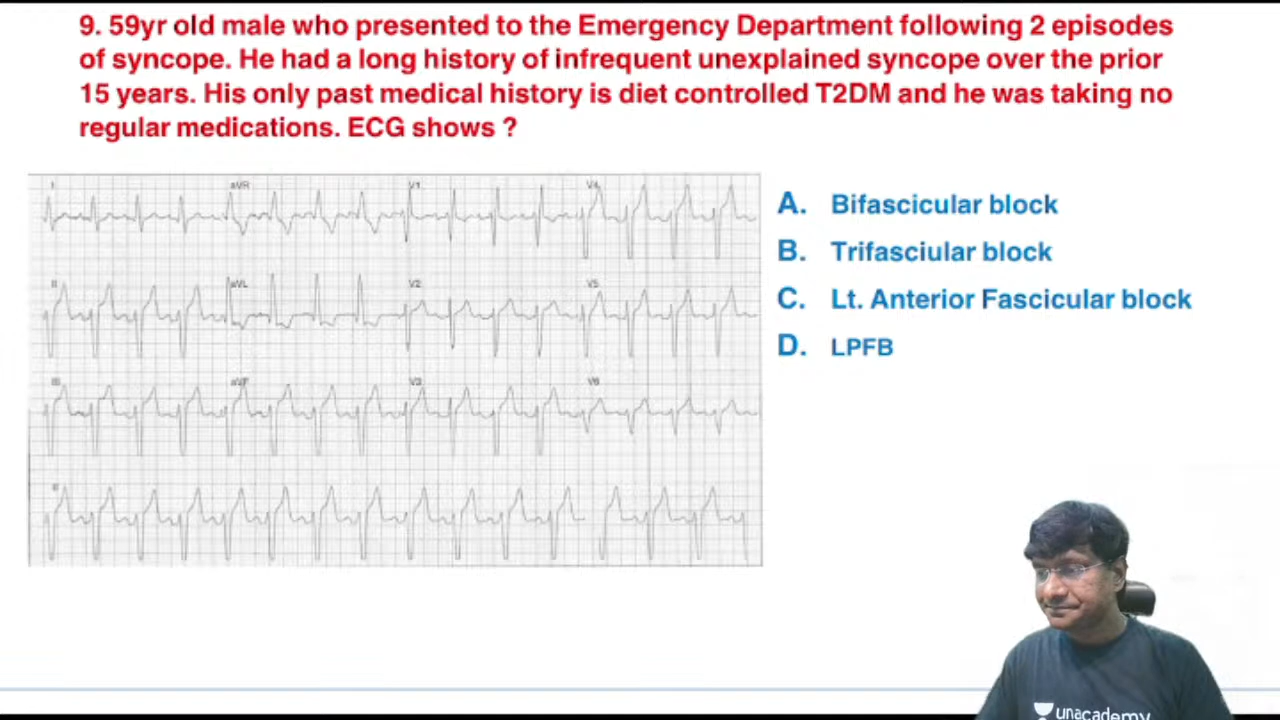 9. 59yr old male who presented to the Emergency Department following 2 episodes
of syncope. He had a long history of infrequent unexplained syncope over the prior
15 years. His only past medical history is diet controlled T2DM and he was taking no
regular medications. ECG shows ?
I aVR V1 V4
II aVL V2 V5
III aVF V3 V6
II
A. Bifascicular block
B. Trifasciular block
C. Lt. Anterior Fascicular block
D. LPFB
unacademy